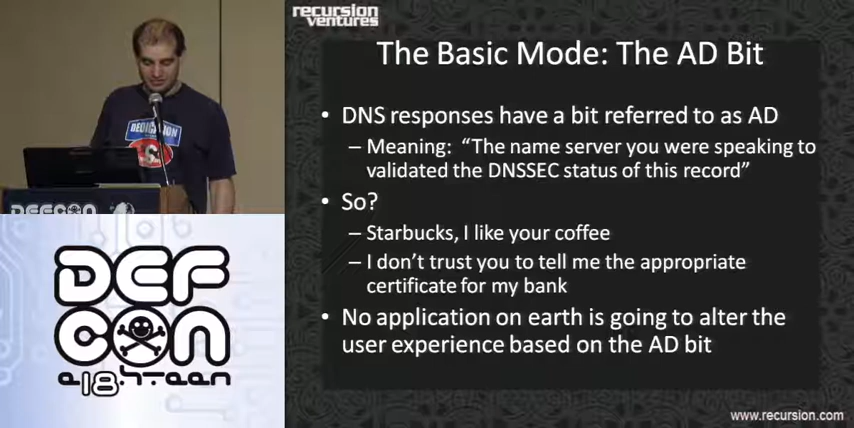 recursion
ventures
The Basic Mode: The AD Bit
• DNS responses have a bit referred to as AD
– Meaning: “The name server you were speaking to
validated the DNSSEC status of this record”
• So?
– Starbucks, I like your coffee
– I don’t trust you to tell me the appropriate
certificate for my bank
• No application on earth is going to alter the
user experience based on the AD bit
www.recursion.com
DEDICATION
DEFCON
DEF
CON